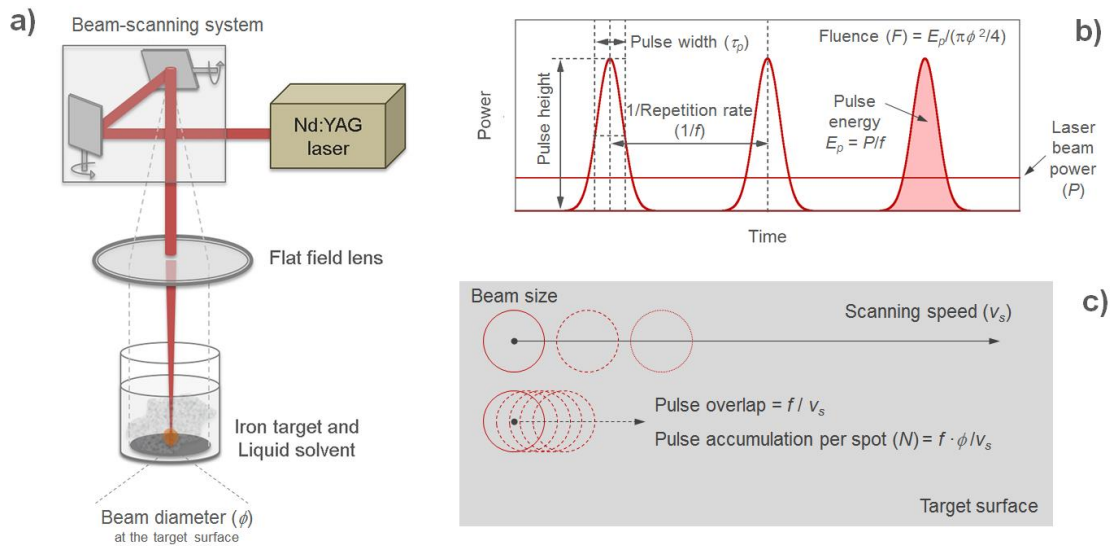 a)
Beam-scanning system
Nd:YAG
laser
Flat field lens
Iron target and
Liquid solvent
Beam diameter (ϕ)
at the target surface
b)
Power
Pulse height
Pulse width (τp)
1/Repetition rate
(1/f)
Fluence (F) = Ep/(πϕ²/4)
Pulse
energy
Ep = P/f
Laser
beam
power
(P)
Time
c)
Beam size
Scanning speed (vs)
Pulse overlap = f / vs
Pulse accumulation per spot (N) = f · ϕ/vs
Target surface